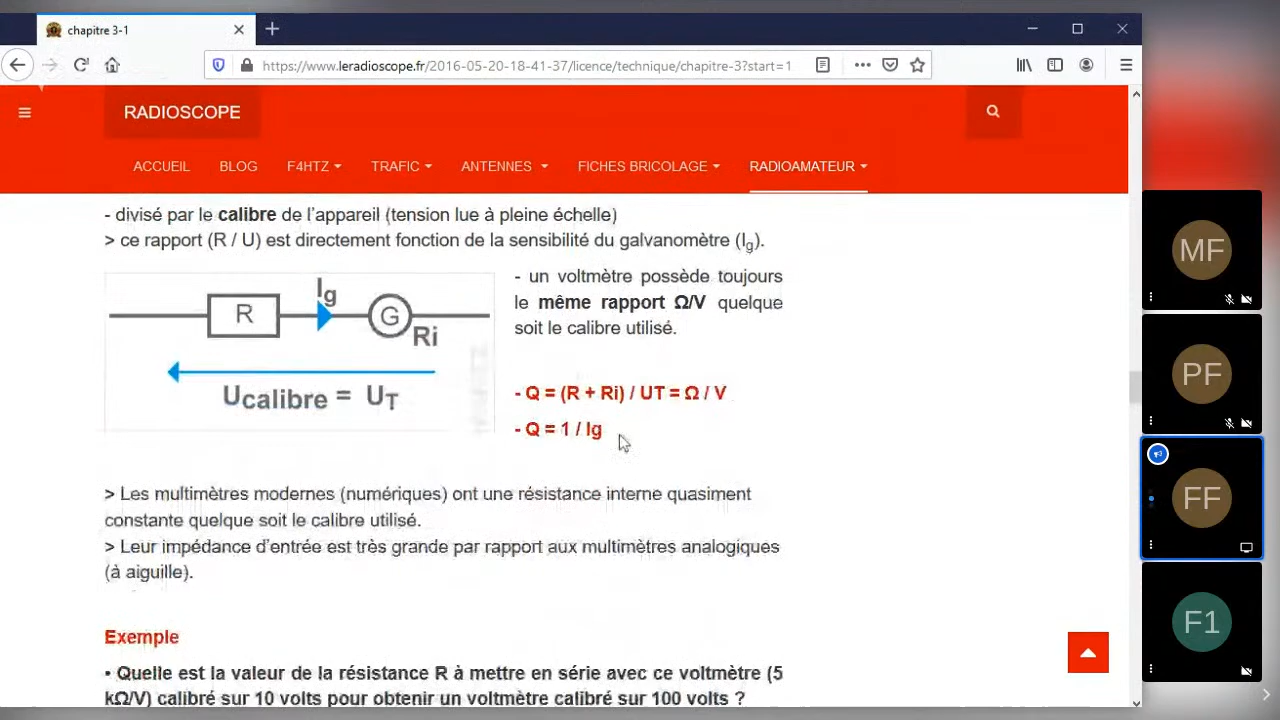 chapitre 3-1
https://www.leradioscope.fr/2016-05-20-18-41-37/licence/technique/chapitre-3?start=1
RADIOSCOPE
ACCUEIL BLOG F4HTZ TRAFIC ANTENNES FICHES BRICOLAGE RADIOAMATEUR
- divisé par le calibre de l'appareil (tension lue à pleine échelle)
> ce rapport (R / U) est directement fonction de la sensibilité du galvanomètre (Ig).
Ig
R
G
Ri
Ucalibre = UT
- un voltmètre possède toujours
le même rapport Ω/V quelque
soit le calibre utilisé.
- Q = (R + Ri) / UT = Ω / V
- Q = 1 / Ig
> Les multimètres modernes (numériques) ont une résistance interne quasiment
constante quelque soit le calibre utilisé.
> Leur impédance d'entrée est très grande par rapport aux multimètres analogiques
(à aiguille).
Exemple
• Quelle est la valeur de la résistance R à mettre en série avec ce voltmètre (5
kΩ/V) calibré sur 10 volts pour obtenir un voltmètre calibré sur 100 volts ?
MF
PF
FF
F1